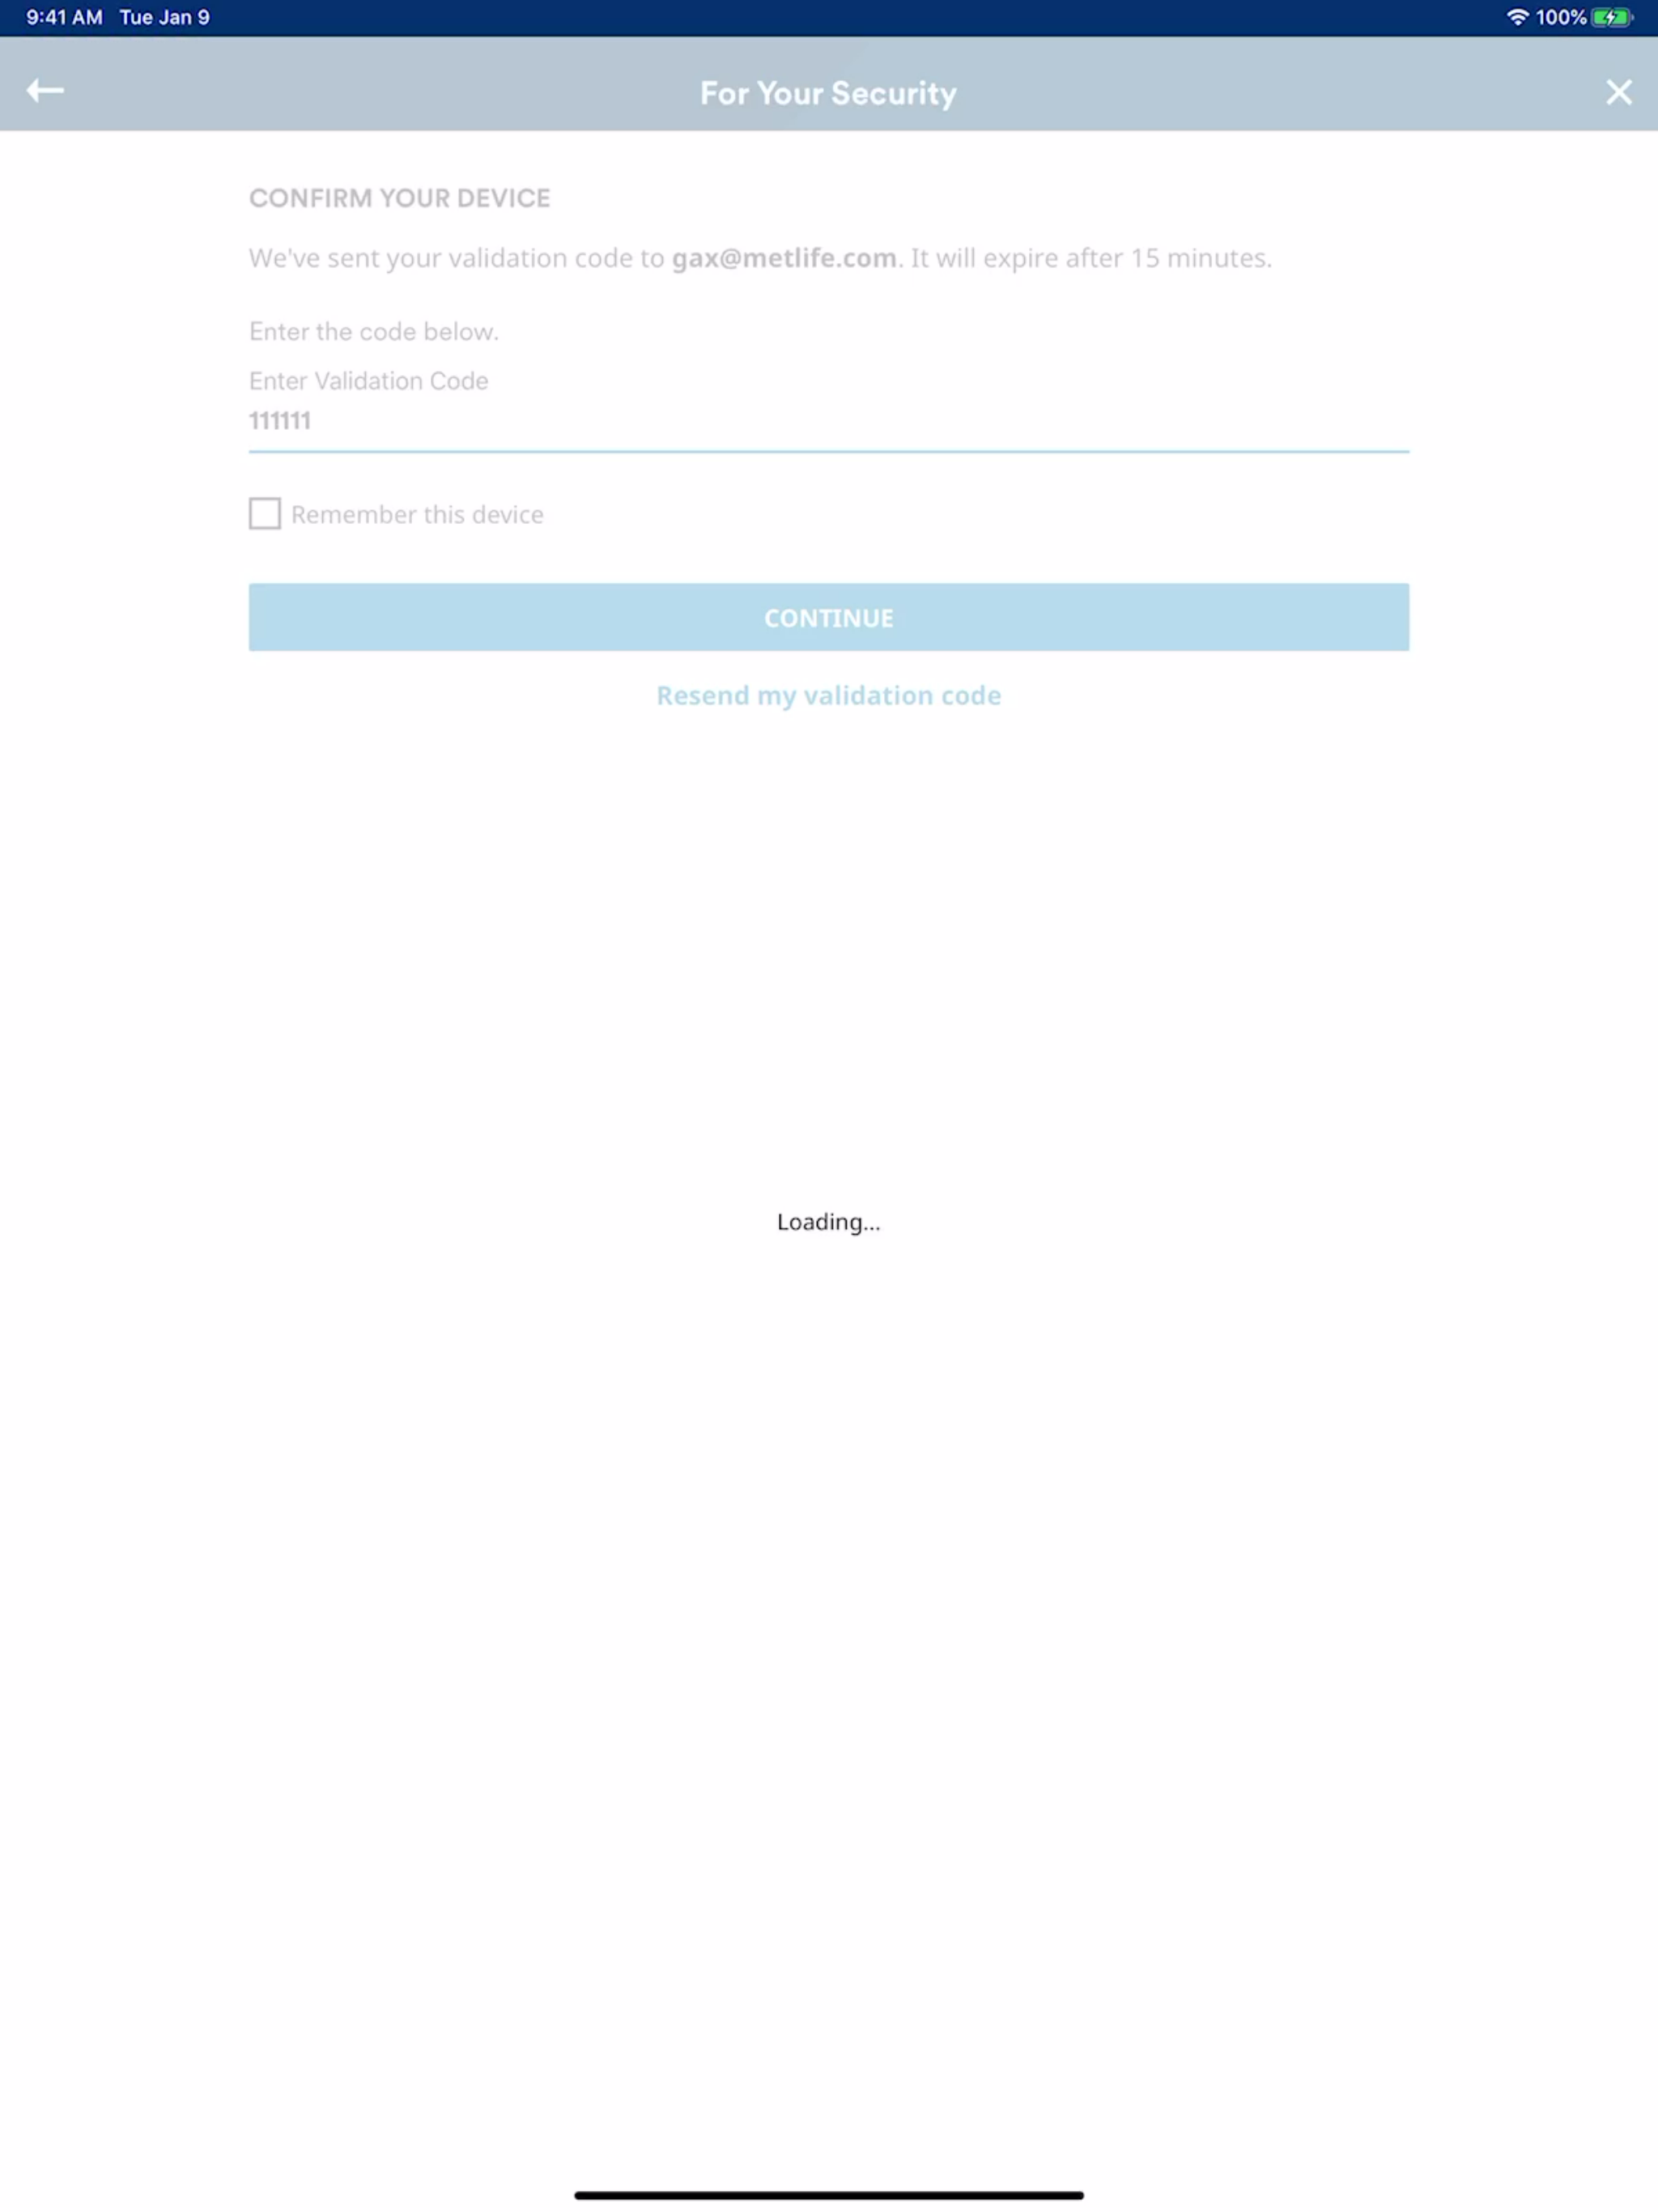 9:41 AM Tue Jan 9
100%
For Your Security
CONFIRM YOUR DEVICE
We've sent your validation code to gax@metlife.com. It will expire after 15 minutes.
Enter the code below.
Enter Validation Code
111111
Remember this device
CONTINUE
Resend my validation code
Loading...